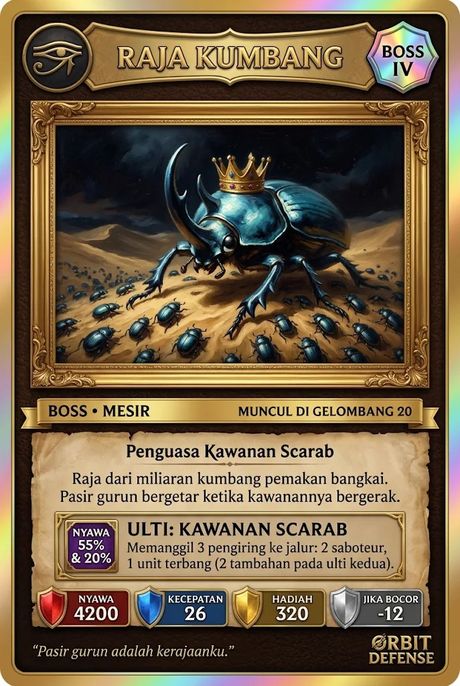 RAJA KUMBANG
BOSS
IV
BOSS • MESIR
MUNCUL DI GELOMBANG 20
Penguasa Kawanan Scarab
Raja dari miliaran kumbang pemakan bangkai.
Pasir gurun bergetar ketika kawanannya bergerak.
NYAWA
55%
& 20%
ULTI: KAWANAN SCARAB
Memanggil 3 pengiring ke jalur: 2 saboteur,
1 unit terbang (2 tambahan pada ulti kedua).
NYAWA
4200
KECEPATAN
26
HADIAH
320
JIKA BOCOR
-12
"Pasir gurun adalah kerajaanku."
ORBIT
DEFENSE